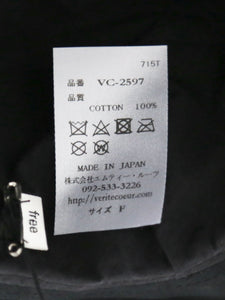 715T
品番 VC-2597
品質
COTTON 100%
MADE IN JAPAN
株式会社エムティー・ルーフ
092-533-3226
http://veritecoeur.com/
サイズ F
free